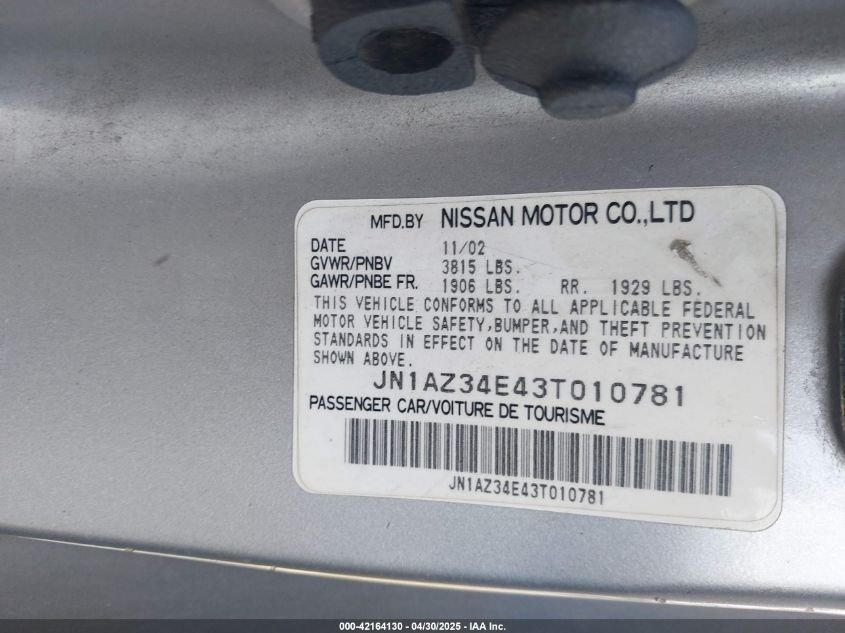 MFD.BY NISSAN MOTOR CO.,LTD
DATE 11/02
GVWR/PNBV 3815 LBS.
GAWR/PNBE FR. 1906 LBS. RR. 1929 LBS.
THIS VEHICLE CONFORMS TO ALL APPLICABLE FEDERAL
MOTOR VEHICLE SAFETY,BUMPER,AND THEFT PREVENTION
STANDARDS IN EFFECT ON THE DATE OF MANUFACTURE
SHOWN ABOVE.
JN1AZ34E43T010781
PASSENGER CAR/VOITURE DE TOURISME
JN1AZ34E43T010781
000-42164130 - 04/30/2025 - IAA Inc.